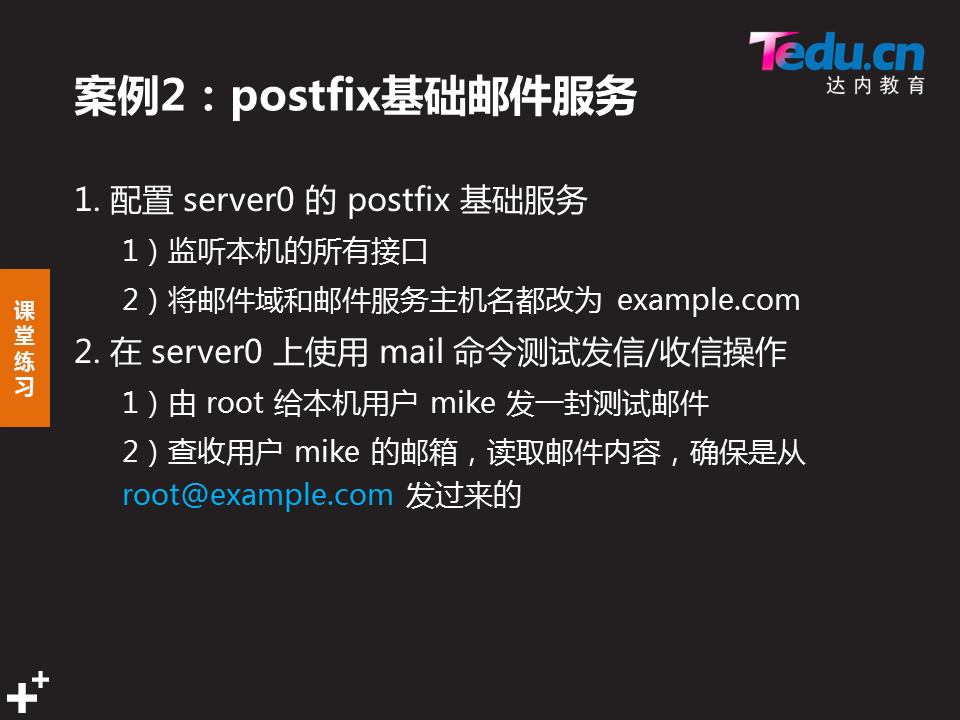 Tedu.cn
达内教育
案例2：postfix基础邮件服务
1. 配置 server0 的 postfix 基础服务
1）监听本机的所有接口
2）将邮件域和邮件服务主机名都改为 example.com
课堂练习
2. 在 server0 上使用 mail 命令测试发信/收信操作
1）由 root 给本机用户 mike 发一封测试邮件
2）查收用户 mike 的邮箱，读取邮件内容，确保是从
root@example.com 发过来的